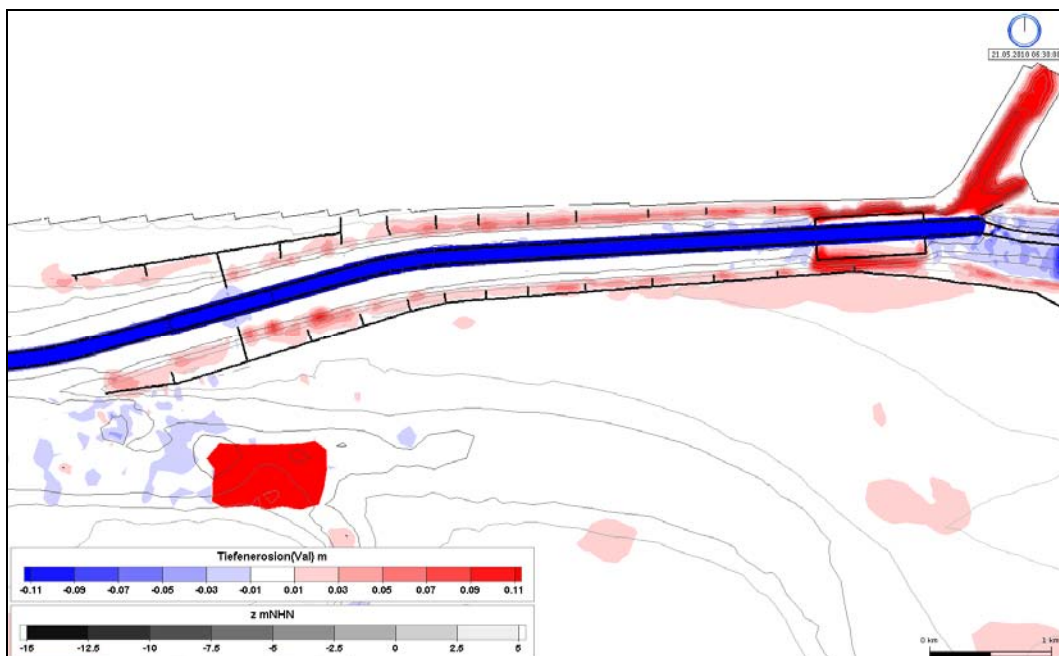 21.05.2010 06:30:00
Tiefenerosion(Val) m
-0.11 -0.09 -0.07 -0.05 -0.03 -0.01 0.01 0.03 0.05 0.07 0.09 0.11
z mNHN
-15 -12.5 -10 -7.5 -5 -2.5 0 2.5 5
0 km 1 km